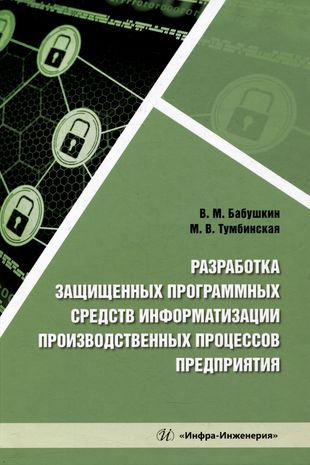 В. М. Бабушкин
М. В. Тумбинская
РАЗРАБОТКА
ЗАЩИЩЕННЫХ ПРОГРАММНЫХ
СРЕДСТВ ИНФОРМАТИЗАЦИИ
ПРОИЗВОДСТВЕННЫХ ПРОЦЕССОВ
ПРЕДПРИЯТИЯ
«Инфра-Инженерия»